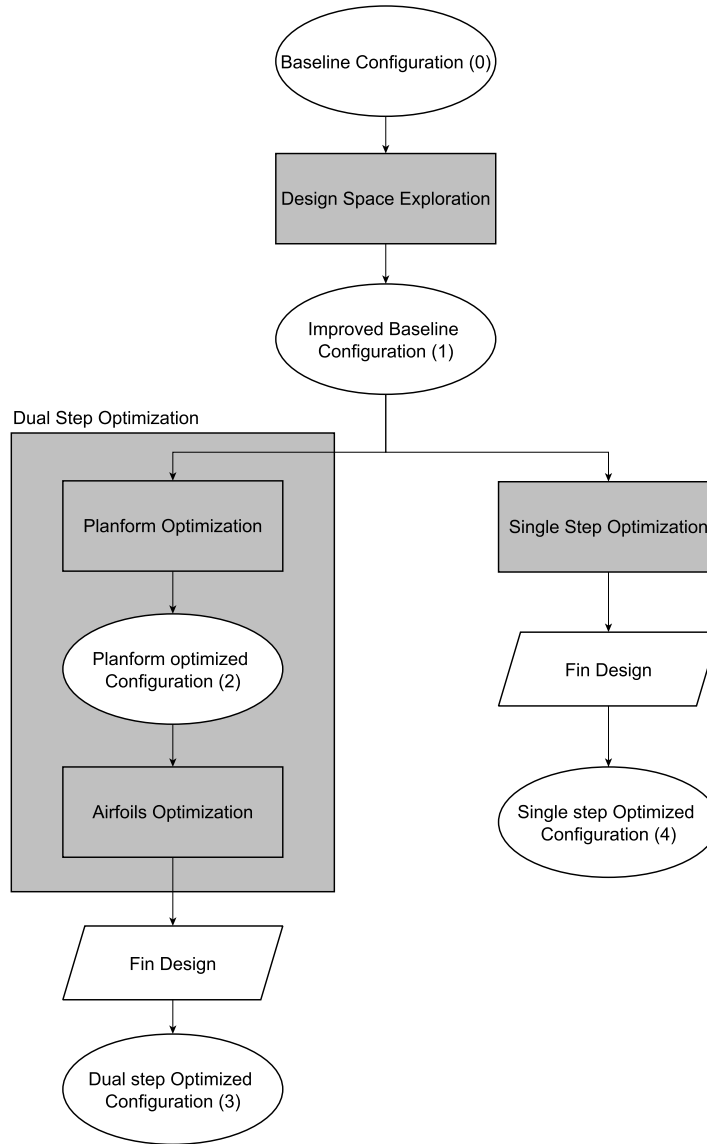 Baseline Configuration (0)
Design Space Exploration
Improved Baseline
Configuration (1)
Dual Step Optimization
Planform Optimization
Planform optimized
Configuration (2)
Airfoils Optimization
Fin Design
Dual step Optimized
Configuration (3)
Single Step Optimization
Fin Design
Single step Optimized
Configuration (4)